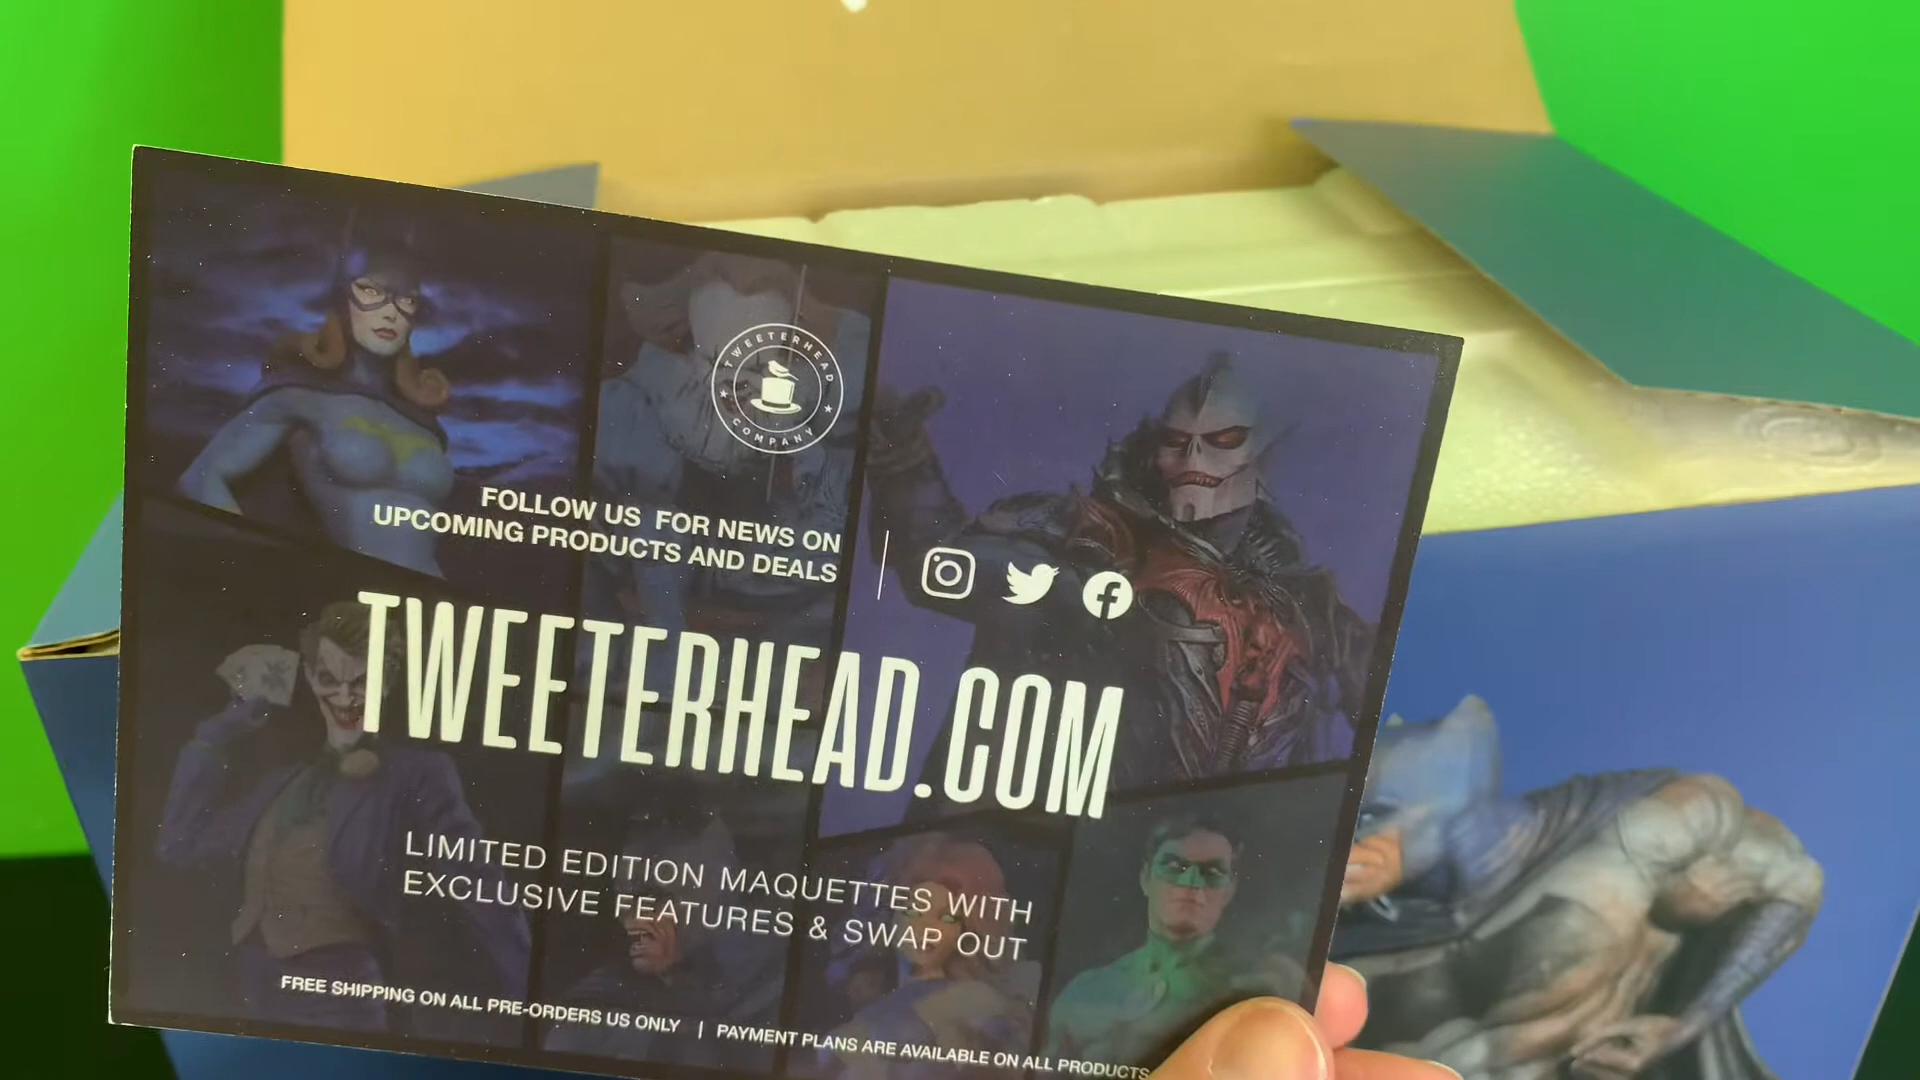 TWEETERHEAD
COMPANY
FOLLOW US FOR NEWS ON
UPCOMING PRODUCTS AND DEALS
TWEETERHEAD.COM
LIMITED EDITION MAQUETTES WITH
EXCLUSIVE FEATURES & SWAP OUT
FREE SHIPPING ON ALL PRE-ORDERS US ONLY | PAYMENT PLANS ARE AVAILABLE ON ALL PRODUCTS